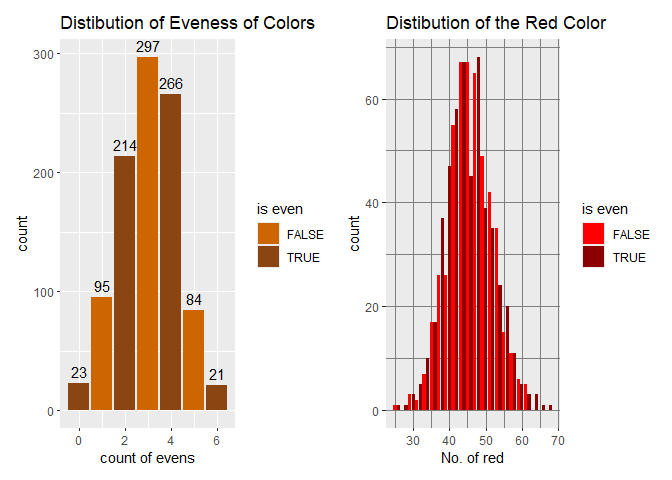 Distibution of Eveness of Colors
300
200
100
0
count
23
95
214
297
266
84
21
0
2
4
6
count of evens
is even
FALSE
TRUE
Distibution of the Red Color
60
40
20
0
count
30
40
50
60
70
No. of red
is even
FALSE
TRUE